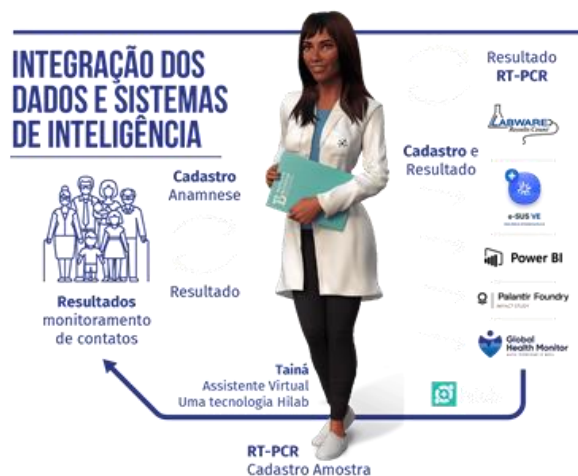 INTEGRAÇÃO DOS
DADOS E SISTEMAS
DE INTELIGÊNCIA
Cadastro
Anamnese
Resultado
Resultados
monitoramento
de contatos
Tainá
Assistente Virtual
Uma tecnologia Hilab
RT-PCR
Cadastro Amostra
Cadastro e
Resultado
Resultado
RT-PCR
LABWARE
Results Count
e-SUS VE
Power BI
Palantir Foundry
Global
Health Monitor